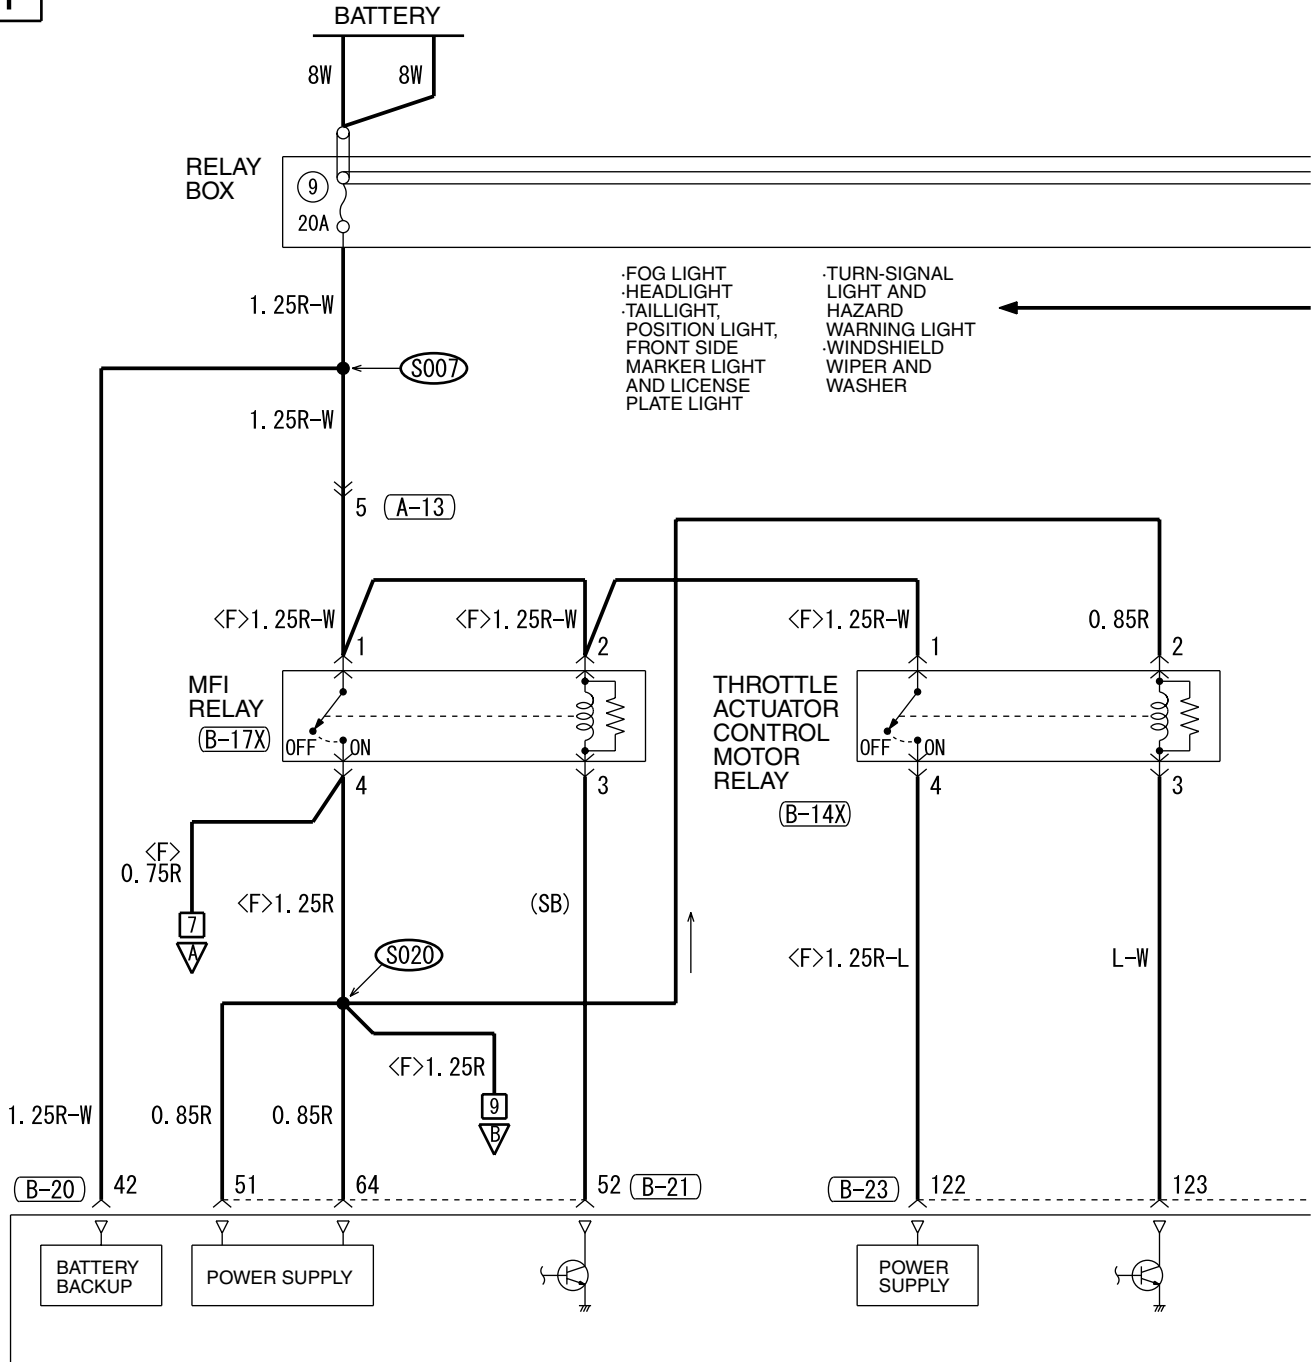 BATTERY
8W
8W
RELAY
BOX
9
20A
1.25R-W
·FOG LIGHT
·HEADLIGHT
·TAILLIGHT,
POSITION LIGHT,
FRONT SIDE
MARKER LIGHT
AND LICENSE
PLATE LIGHT
·TURN-SIGNAL
LIGHT AND
HAZARD
WARNING LIGHT
·WINDSHIELD
WIPER AND
WASHER
S007
1.25R-W
5
A-13
<F>1.25R-W
1
<F>1.25R-W
2
<F>1.25R-W
1
0.85R
2
MFI
RELAY
B-17X
OFF
ON
THROTTLE
ACTUATOR
CONTROL
MOTOR
RELAY
B-14X
OFF
ON
4
3
4
3
<F>
0.75R
7
A
<F>1.25R
(SB)
<F>1.25R-L
L-W
S020
<F>1.25R
9
B
1.25R-W
0.85R
0.85R
B-20
42
51
64
52
B-21
B-23
122
123
BATTERY
BACKUP
POWER SUPPLY
POWER
SUPPLY